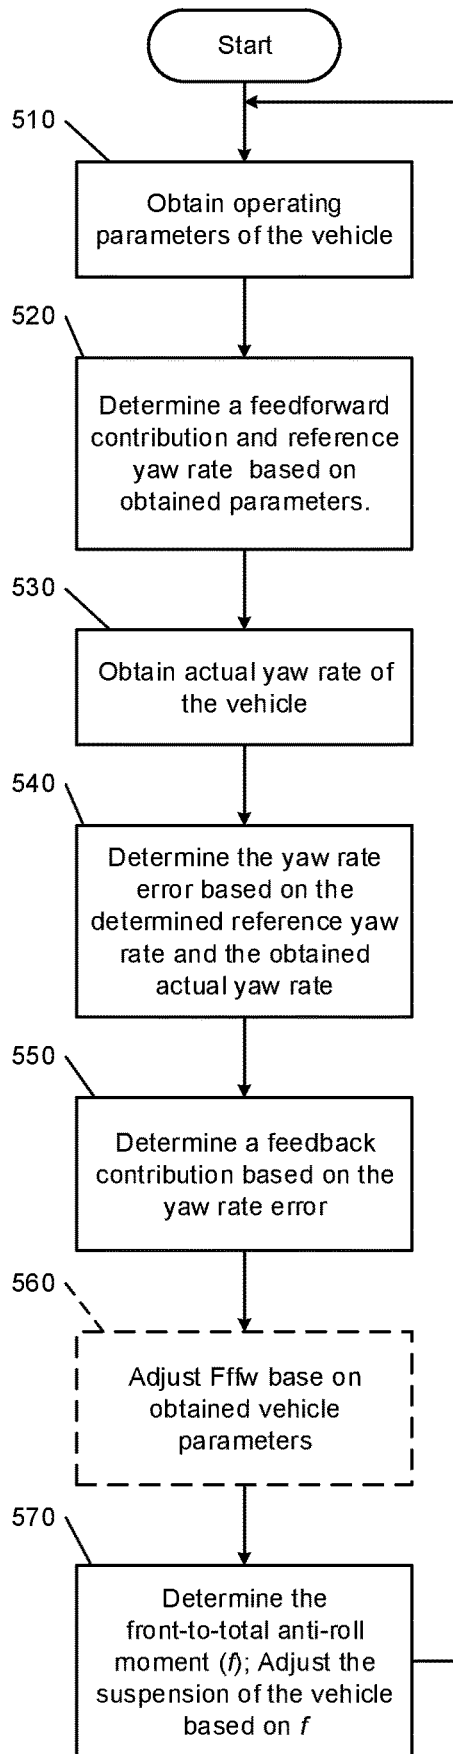 Start
510
Obtain operating
parameters of the vehicle
520
Determine a feedforward
contribution and reference
yaw rate based on
obtained parameters.
530
Obtain actual yaw rate of
the vehicle
540
Determine the yaw rate
error based on the
determined reference yaw
rate and the obtained
actual yaw rate
550
Determine a feedback
contribution based on the
yaw rate error
560
Adjust Fffw base on
obtained vehicle
parameters
570
Determine the
front-to-total anti-roll
moment (f); Adjust the
suspension of the vehicle
based on f